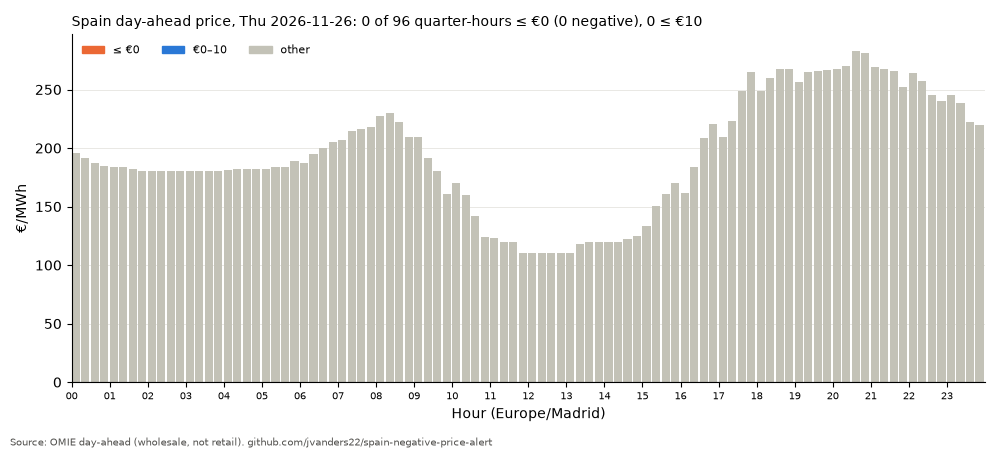 Spain day-ahead price, Thu 2026-11-26: 0 of 96 quarter-hours ≤ €0 (0 negative), 0 ≤ €10
≤ €0 €0–10 other
€/MWh
250
200
150
100
50
0
00 01 02 03 04 05 06 07 08 09 10 11 12 13 14 15 16 17 18 19 20 21 22 23
Hour (Europe/Madrid)
Source: OMIE day-ahead (wholesale, not retail). github.com/jvanders22/spain-negative-price-alert